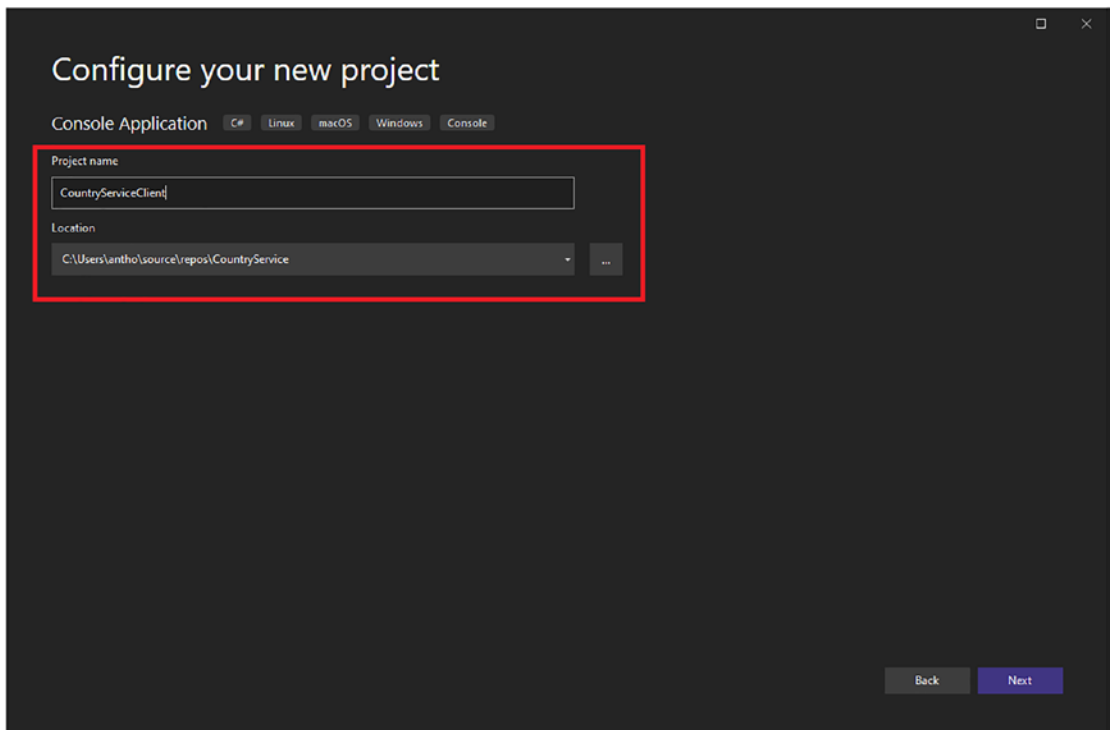 Configure your new project
Console Application C# Linux macOS Windows Console
Project name
CountryServiceClient
Location
C:\Users\antho\source\repos\CountryService
...
Back Next